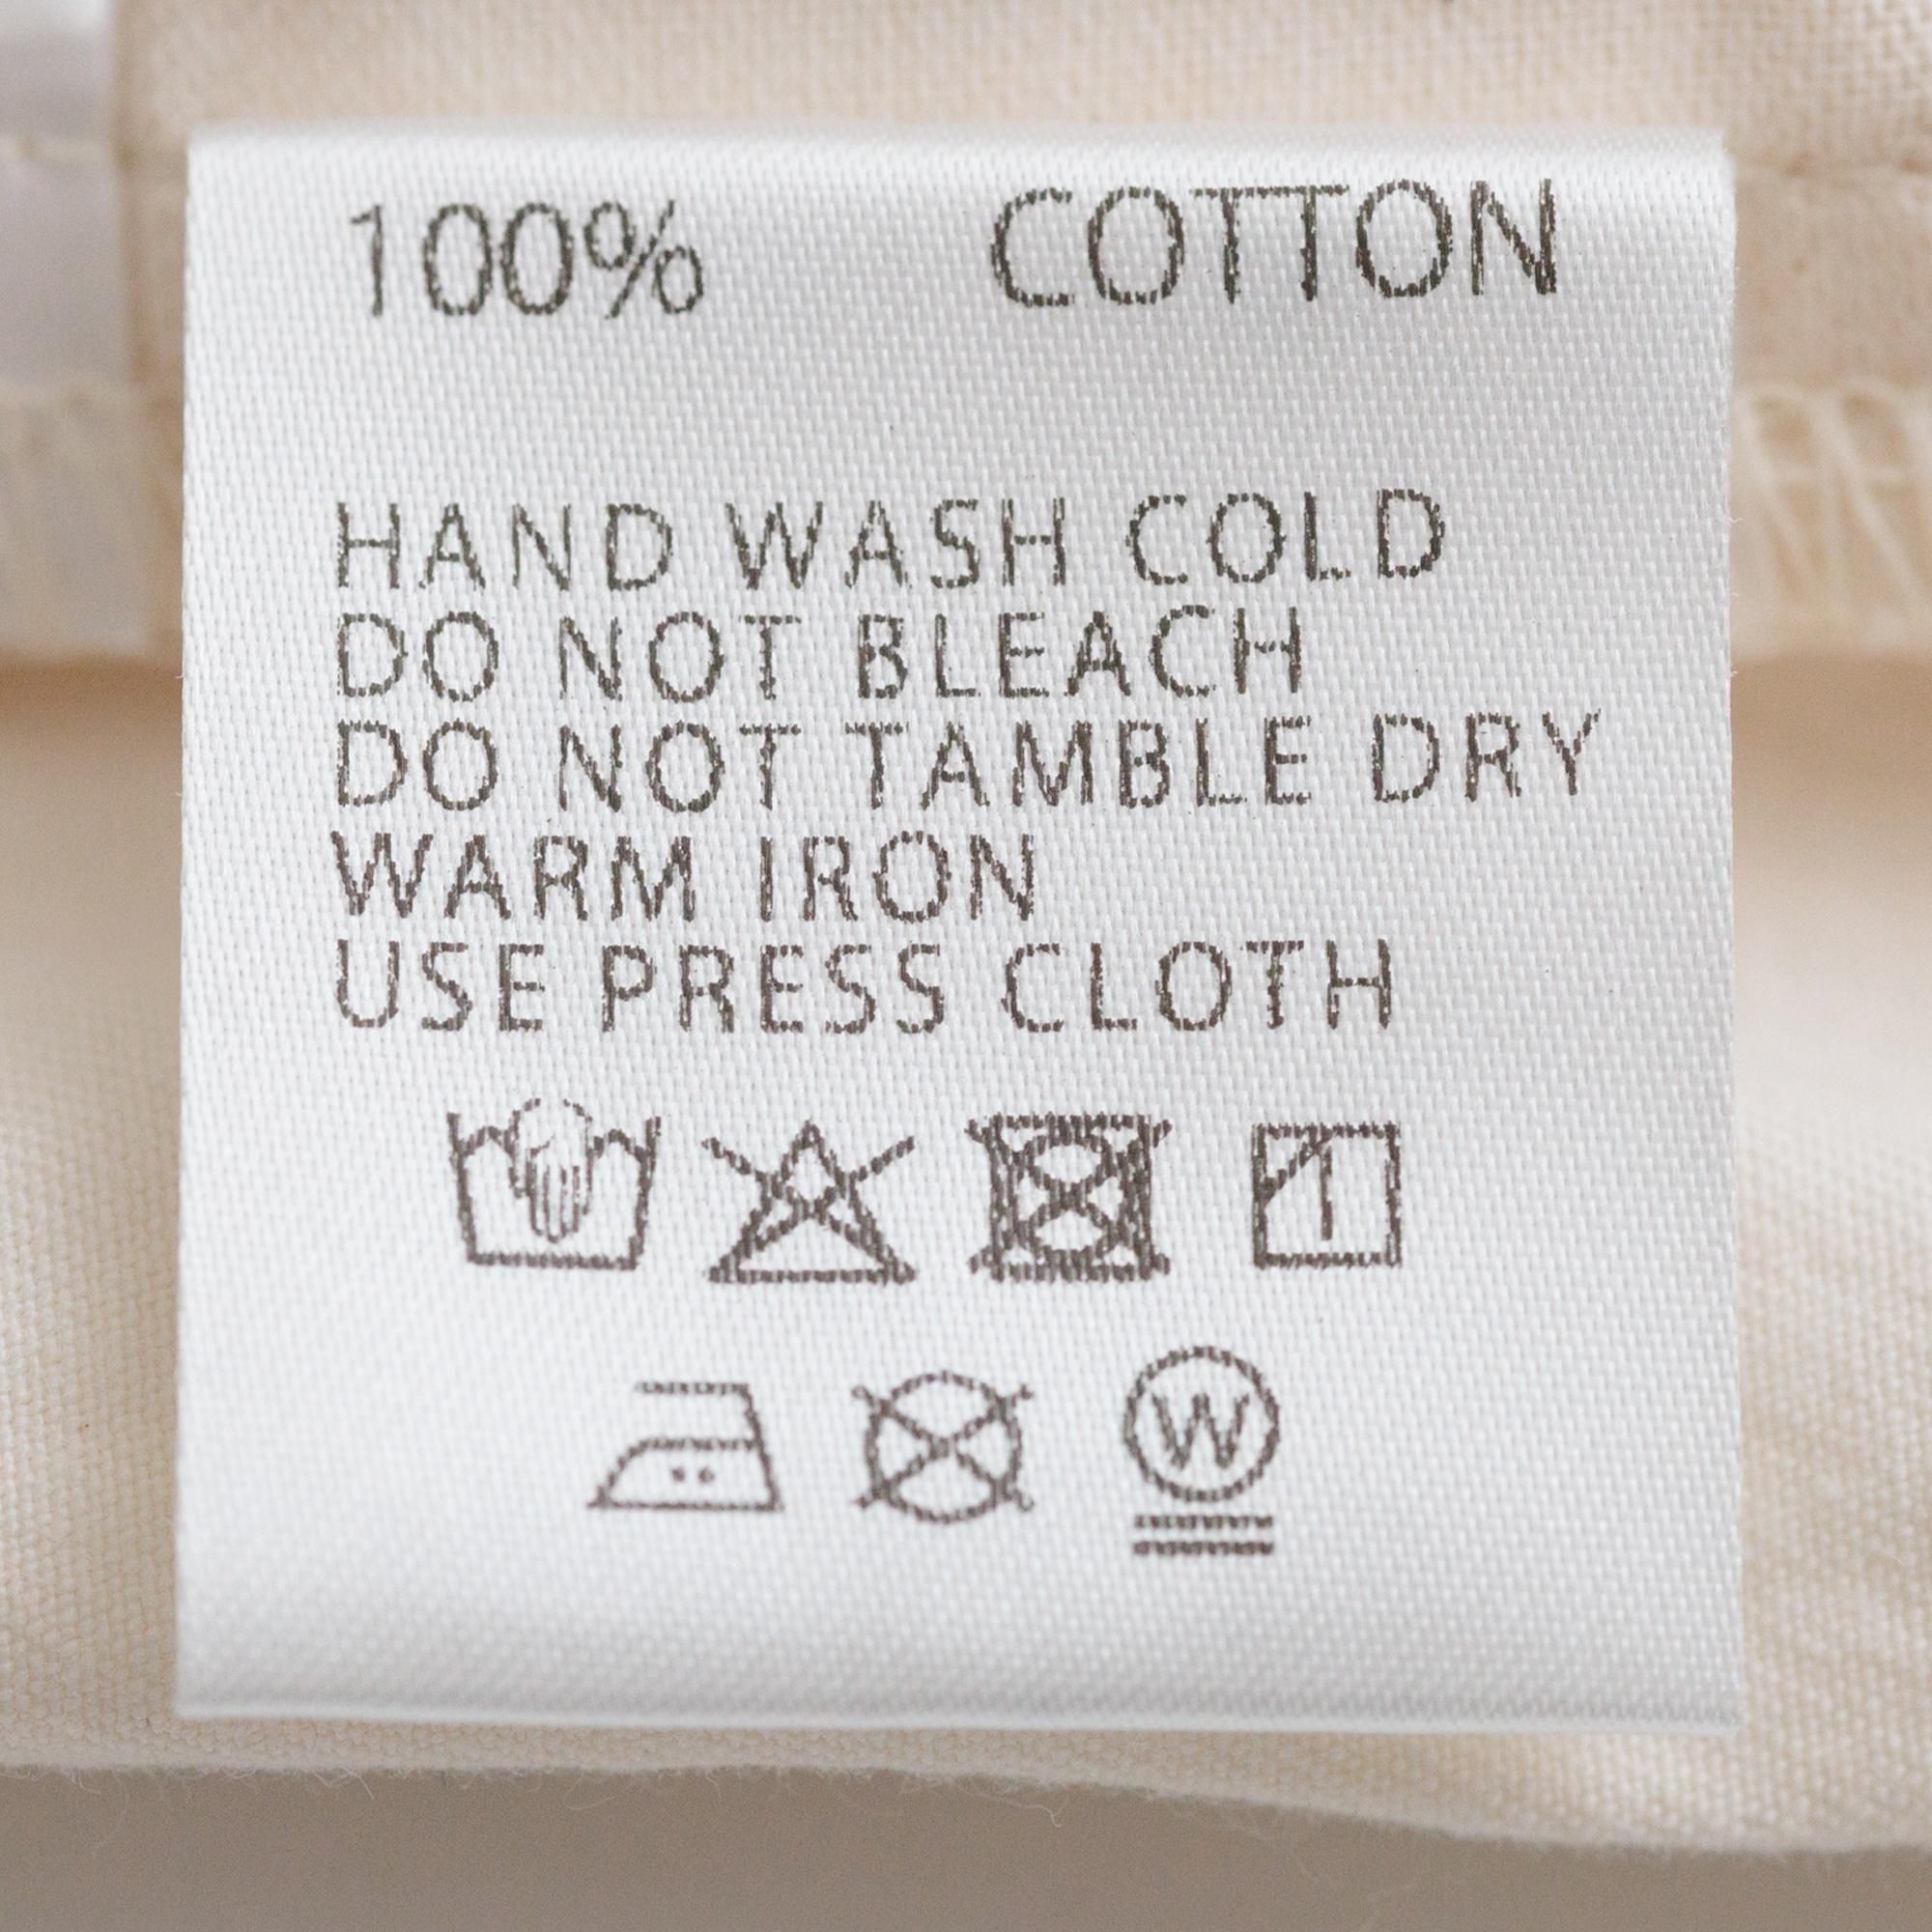 100% COTTON
HAND WASH COLD
DO NOT BLEACH
DO NOT TAMBLE DRY
WARM IRON
USE PRESS CLOTH
W